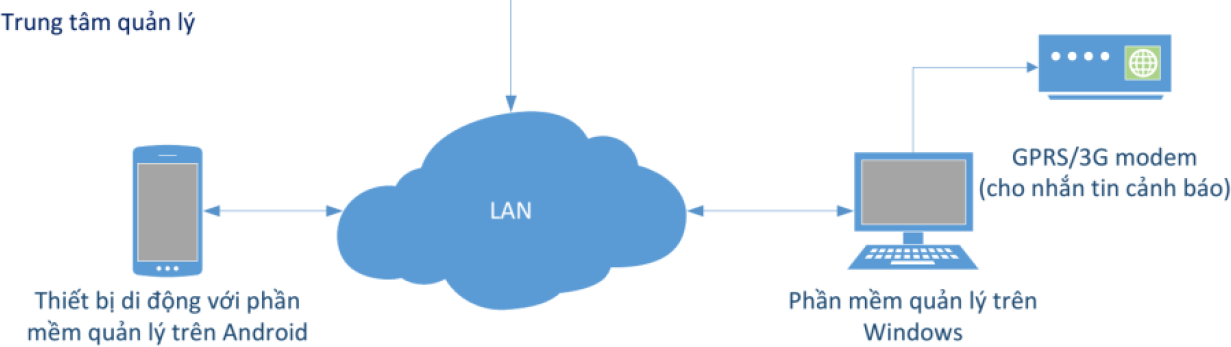 Trung tâm quản lý
GPRS/3G modem
(cho nhắn tin cảnh báo)
LAN
Thiết bị di động với phần
mềm quản lý trên Android
Phần mềm quản lý trên
Windows